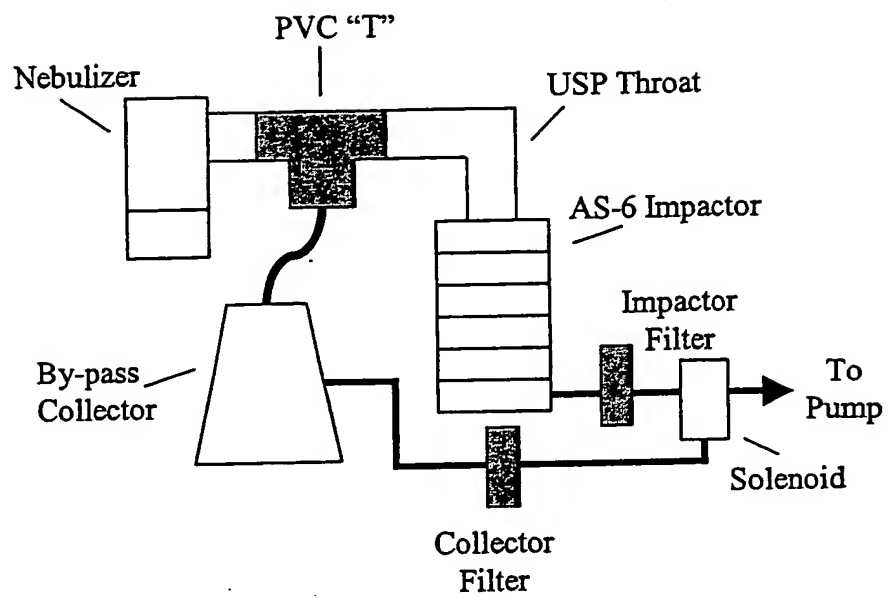 PVC “T”
Nebulizer
USP Throat
AS-6 Impactor
Impactor
Filter
By-pass
Collector
To
Pump
Solenoid
Collector
Filter